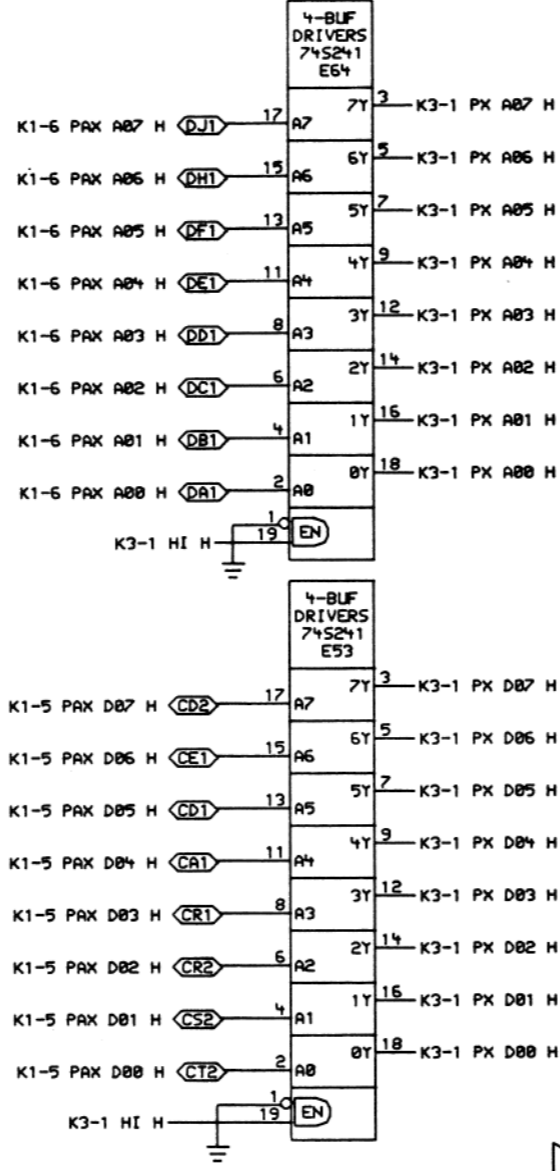 4-BUF
DRIVERS
74S241
E64
K1-6 PAX A07 H DJ1 17 A7 7Y 3 K3-1 PX A07 H
K1-6 PAX A06 H DH1 15 A6 6Y 5 K3-1 PX A06 H
K1-6 PAX A05 H DF1 13 A5 5Y 7 K3-1 PX A05 H
K1-6 PAX A04 H DE1 11 A4 4Y 9 K3-1 PX A04 H
K1-6 PAX A03 H DD1 8 A3 3Y 12 K3-1 PX A03 H
K1-6 PAX A02 H DC1 6 A2 2Y 14 K3-1 PX A02 H
K1-6 PAX A01 H DB1 4 A1 1Y 16 K3-1 PX A01 H
K1-6 PAX A00 H DA1 2 A0 0Y 18 K3-1 PX A00 H
1 EN
K3-1 HI H 19
4-BUF
DRIVERS
74S241
E53
K1-5 PAX D07 H CD2 17 A7 7Y 3 K3-1 PX D07 H
K1-5 PAX D06 H CE1 15 A6 6Y 5 K3-1 PX D06 H
K1-5 PAX D05 H CD1 13 A5 5Y 7 K3-1 PX D05 H
K1-5 PAX D04 H CA1 11 A4 4Y 9 K3-1 PX D04 H
K1-5 PAX D03 H CR1 8 A3 3Y 12 K3-1 PX D03 H
K1-5 PAX D02 H CR2 6 A2 2Y 14 K3-1 PX D02 H
K1-5 PAX D01 H CS2 4 A1 1Y 16 K3-1 PX D01 H
K1-5 PAX D00 H CT2 2 A0 0Y 18 K3-1 PX D00 H
1 EN
K3-1 HI H 19